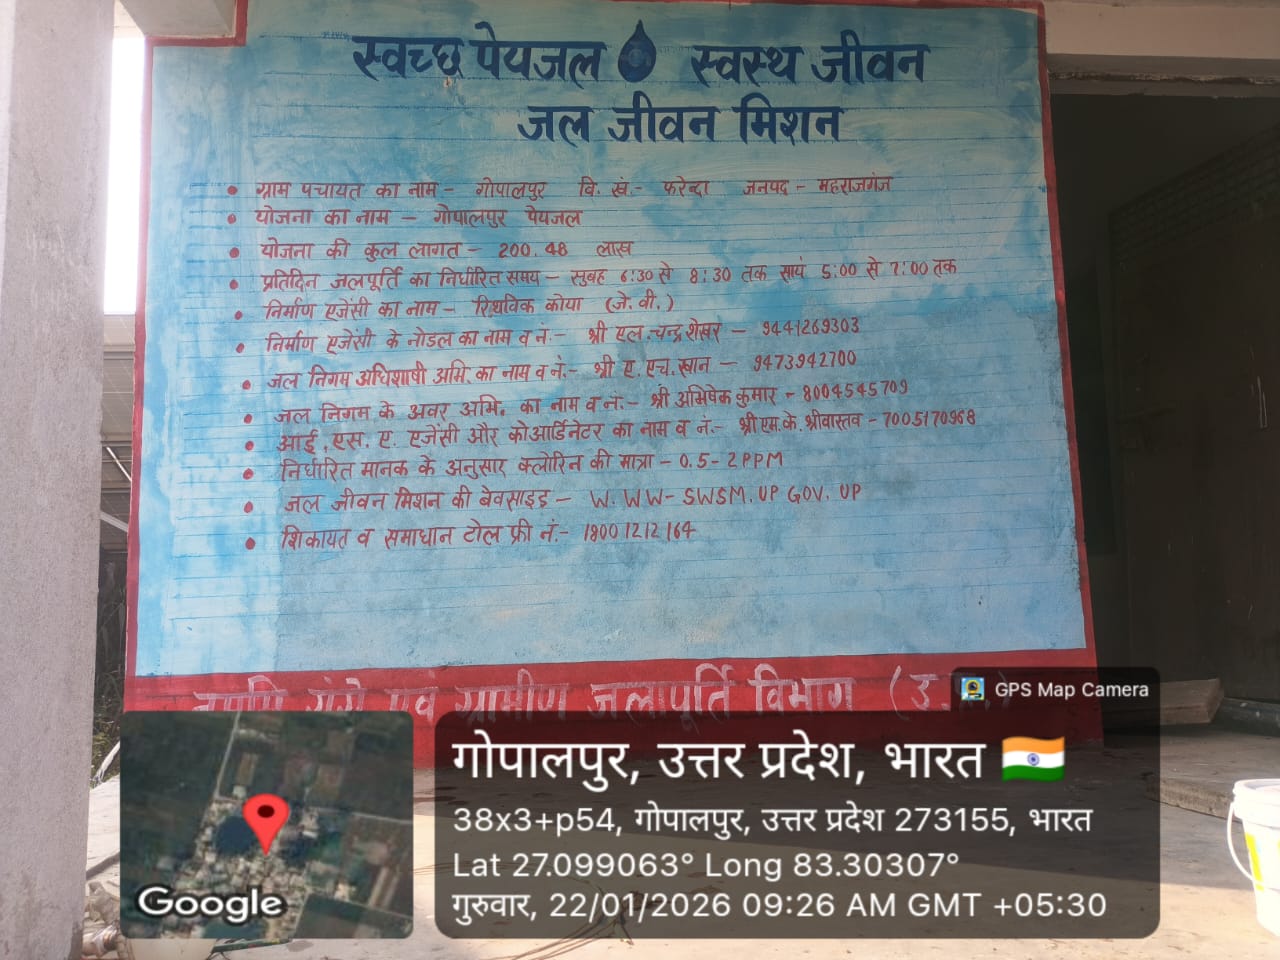 स्वच्छ पेयजल स्वस्थ जीवन
जल जीवन मिशन
ग्राम पंचायत का नाम - गोपालपुर वि. खं.- फरेन्दा जनपद - महराजगंज
योजना का नाम - गोपालपुर पेयजल
योजना की कुल लागत - 200.48 लाख
प्रतिदिन जलपूर्ति का निर्धारित समय - सुबह 6:30 से 8:30 तक सायं 5:00 से 7:00 तक
निर्माण एजेंसी का नाम - रिथविक कोया (जे.वी.)
निर्माण एजेंसी के नोडल का नाम व नं.- श्री एल.चन्द्र शेखर - 9441269303
जल निगम अधिशाषी अभि. का नाम व नं.- श्री ए.एच.खान - 9473942700
जल निगम के अवर अभि. का नाम व नं.- श्री अभिषेक कुमार - 8004545709
आई.एस.ए. एजेंसी और कोआर्डिनेटर का नाम व नं.- श्री एम.के. श्रीवास्तव - 7005170968
निर्धारित मानक के अनुसार क्लोरिन की मात्रा - 0.5-2PPM
जल जीवन मिशन की बेवसाइड - W.WW- SWSM.UP GOV. UP
शिकायत व समाधान टोल फ्री नं.- 18001212164
एवं ग्रामीण जलापूर्ति विभाग (उ.
GPS Map Camera
गोपालपुर, उत्तर प्रदेश, भारत
38x3+p54, गोपालपुर, उत्तर प्रदेश 273155, भारत
Lat 27.099063° Long 83.30307°
गुरुवार, 22/01/2026 09:26 AM GMT +05:30
Google